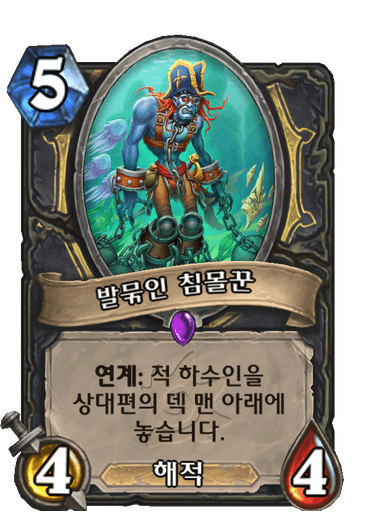 5
발묶인 침몰꾼
연계: 적 하수인을
상대편의 덱 맨 아래에
놓습니다.
4
해적
4